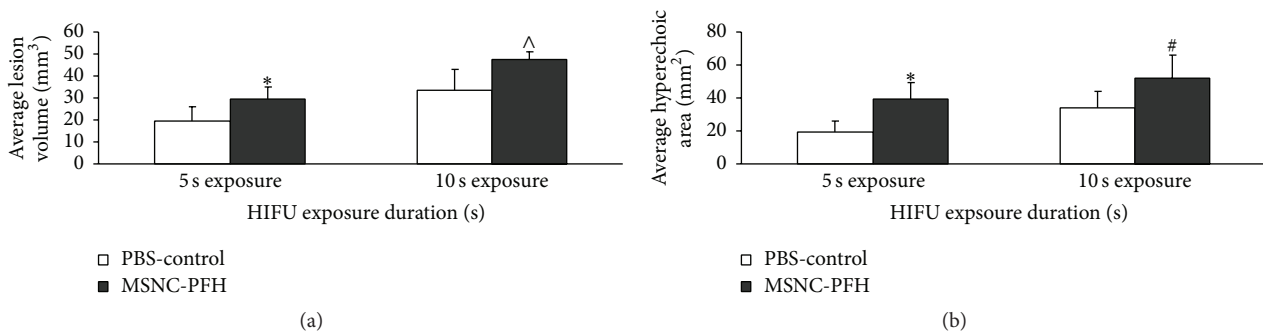 Average lesion
volume (mm³)
60
50
40
30
20
10
0
*
^
5 s exposure
10 s exposure
HIFU exposure duration (s)
PBS-control
MSNC-PFH
(a)
Average hyperechoic
area (mm²)
80
60
40
20
0
*
#
5 s exposure
10 s exposure
HIFU expsoure duration (s)
PBS-control
MSNC-PFH
(b)